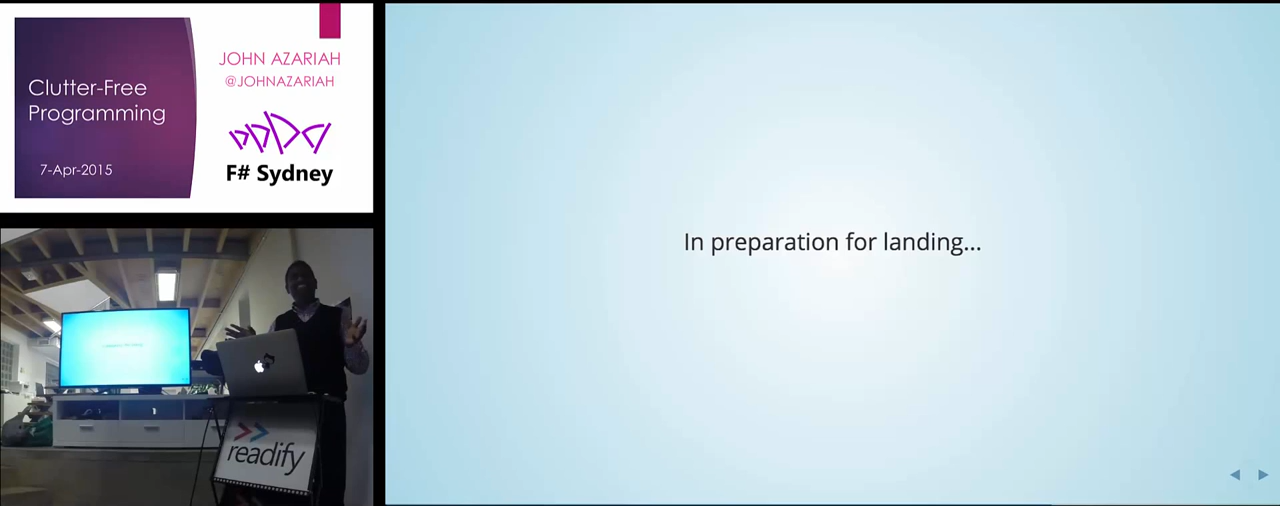 Clutter-Free
Programming
7-Apr-2015
JOHN AZARIAH
@JOHNAZARIAH
F# Sydney
In preparation for landing...
readify